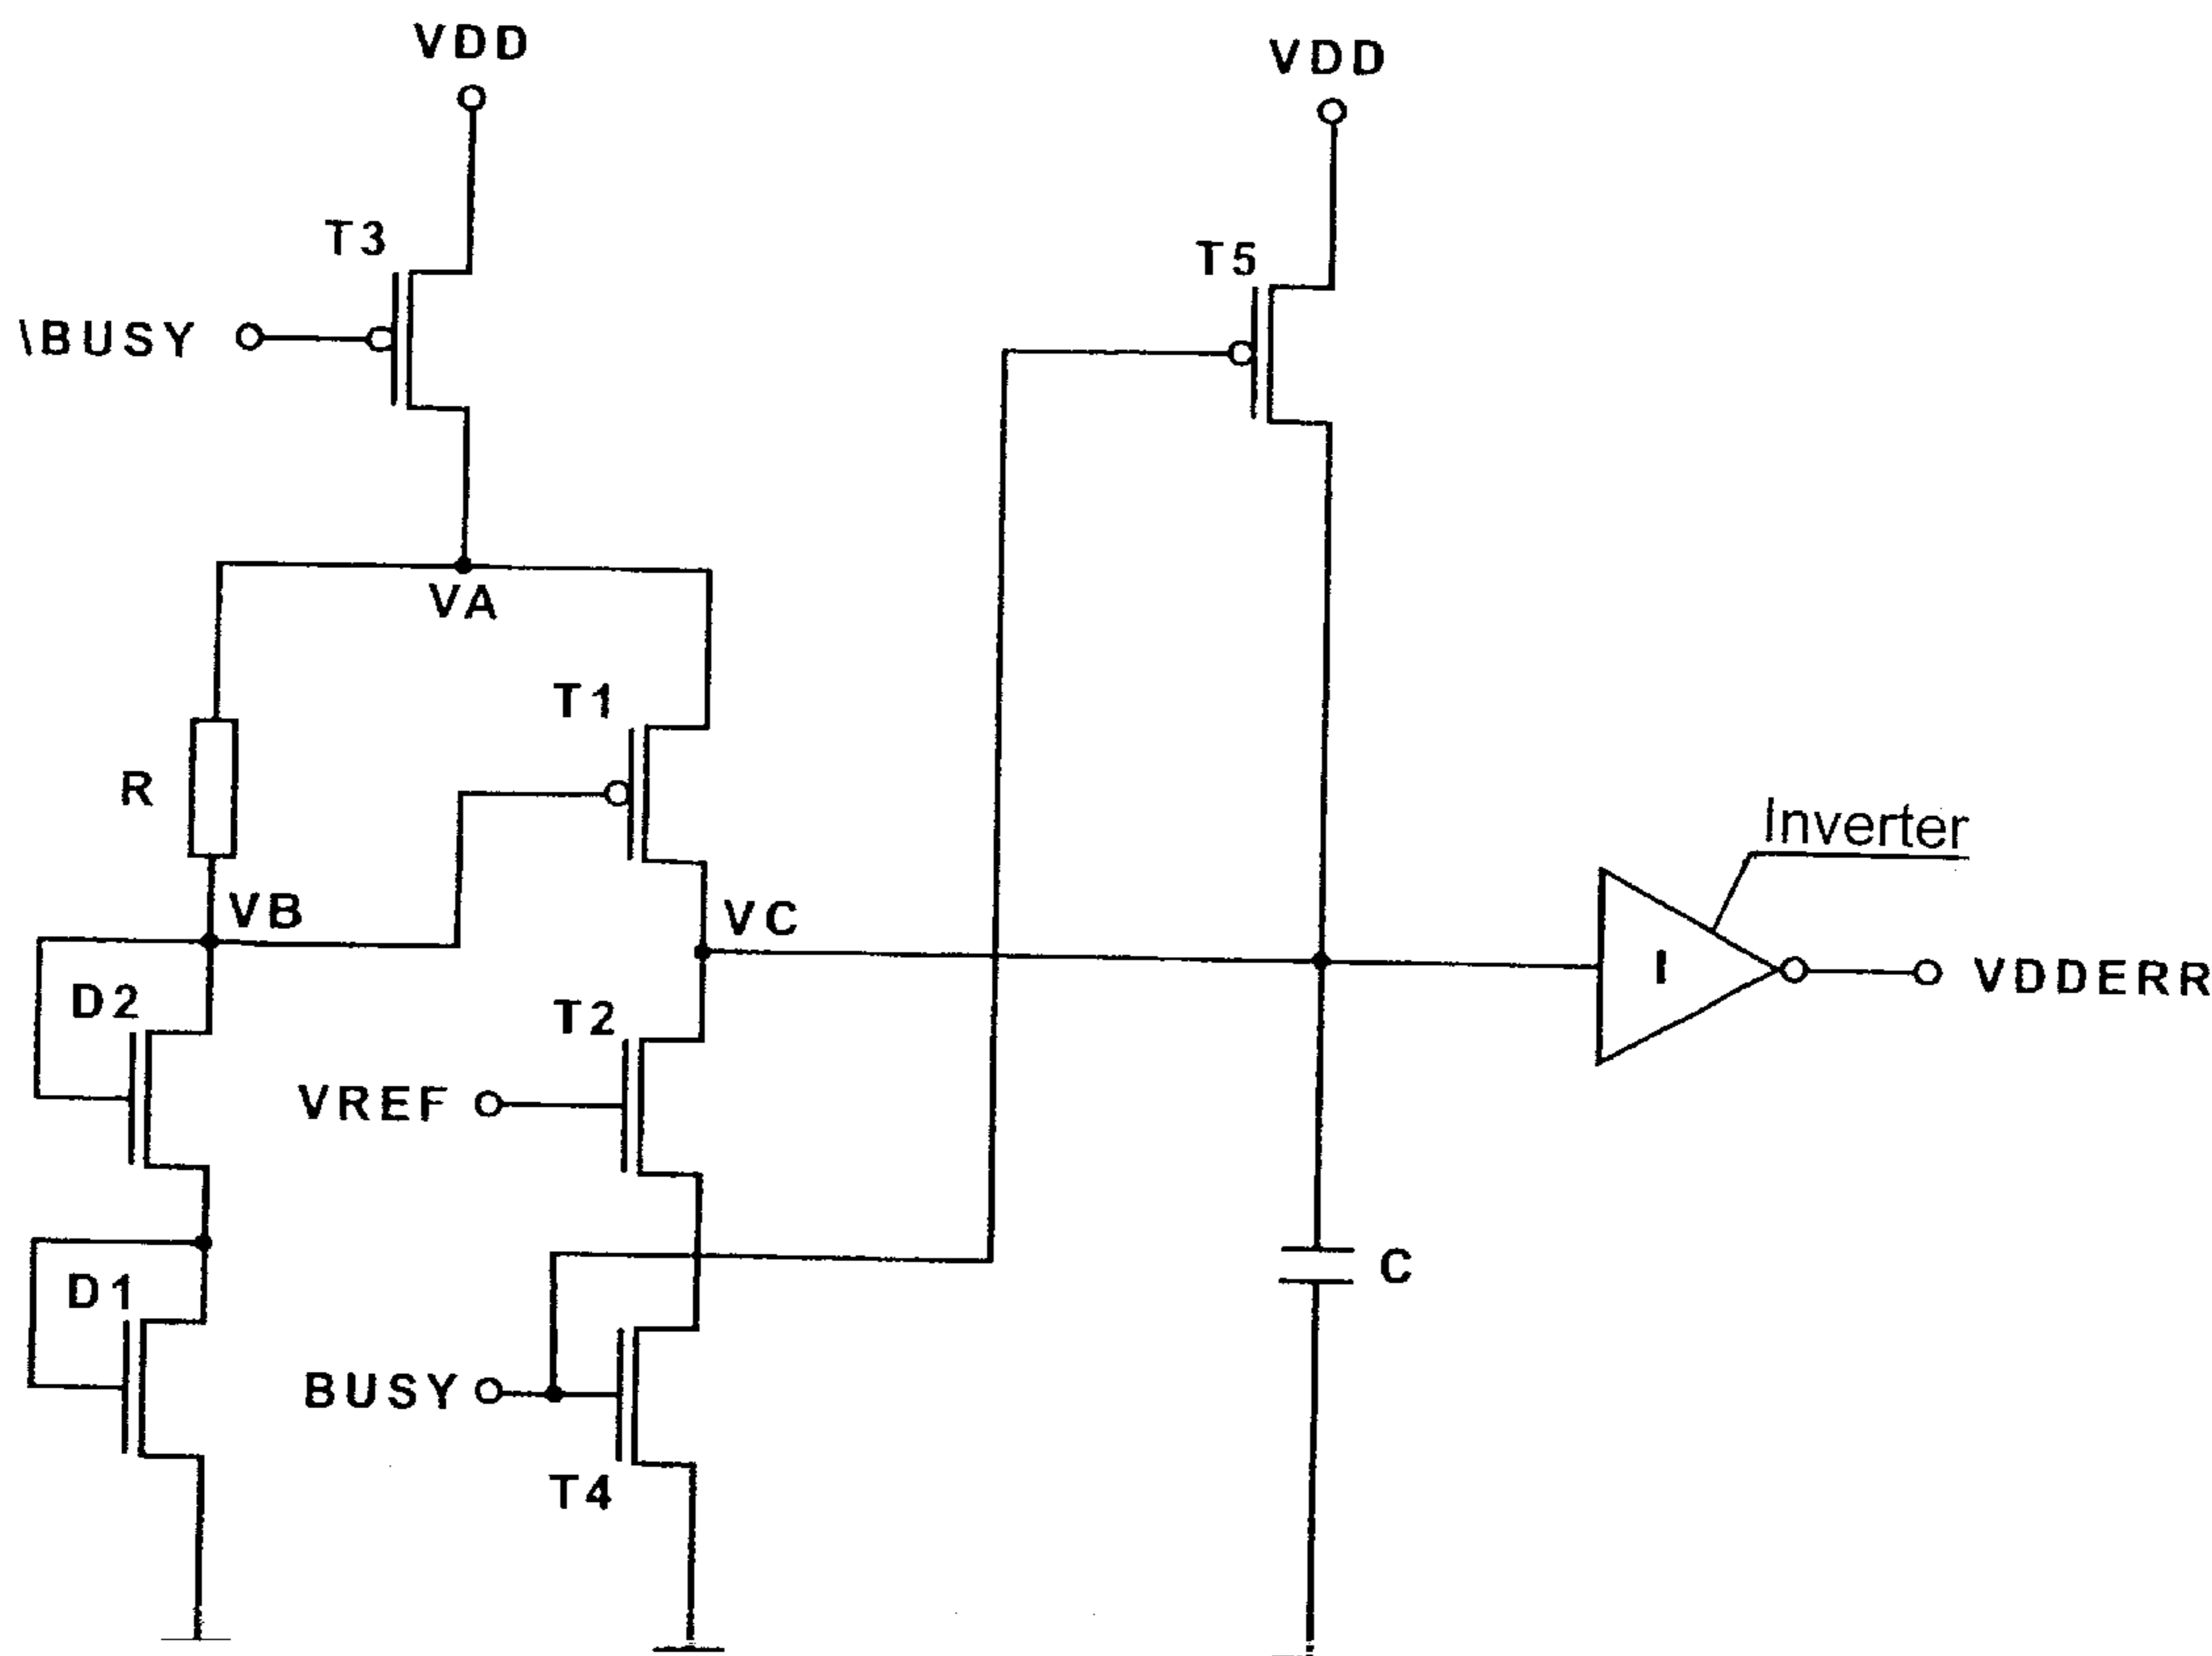 VDD
VDD
T3
T5
\BUSY
VA
T1
R
Inverter
VB
VC
I
VDDERR
D2
T2
VREF
C
D1
BUSY
T4